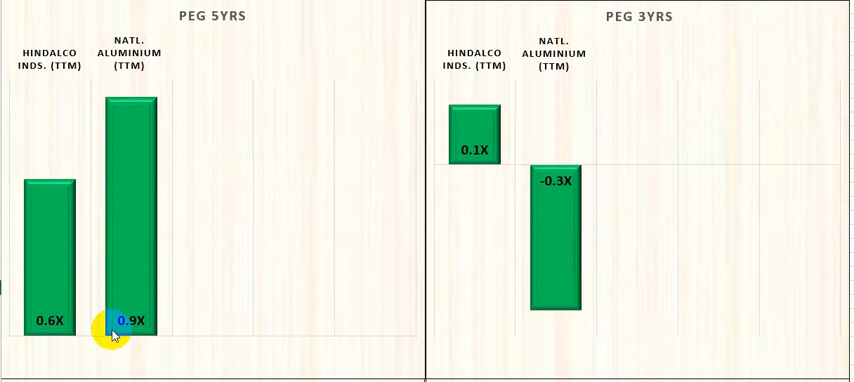 PEG 5YRS
HINDALCO
INDS. (TTM)
NATL.
ALUMINIUM
(TTM)
0.6X
0.9X
PEG 3YRS
HINDALCO
INDS. (TTM)
NATL.
ALUMINIUM
(TTM)
0.1X
-0.3X